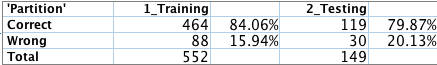 'Partition' 1_Training 2_Testing
Correct 464 84.06% 119 79.87%
Wrong 88 15.94% 30 20.13%
Total 552 149